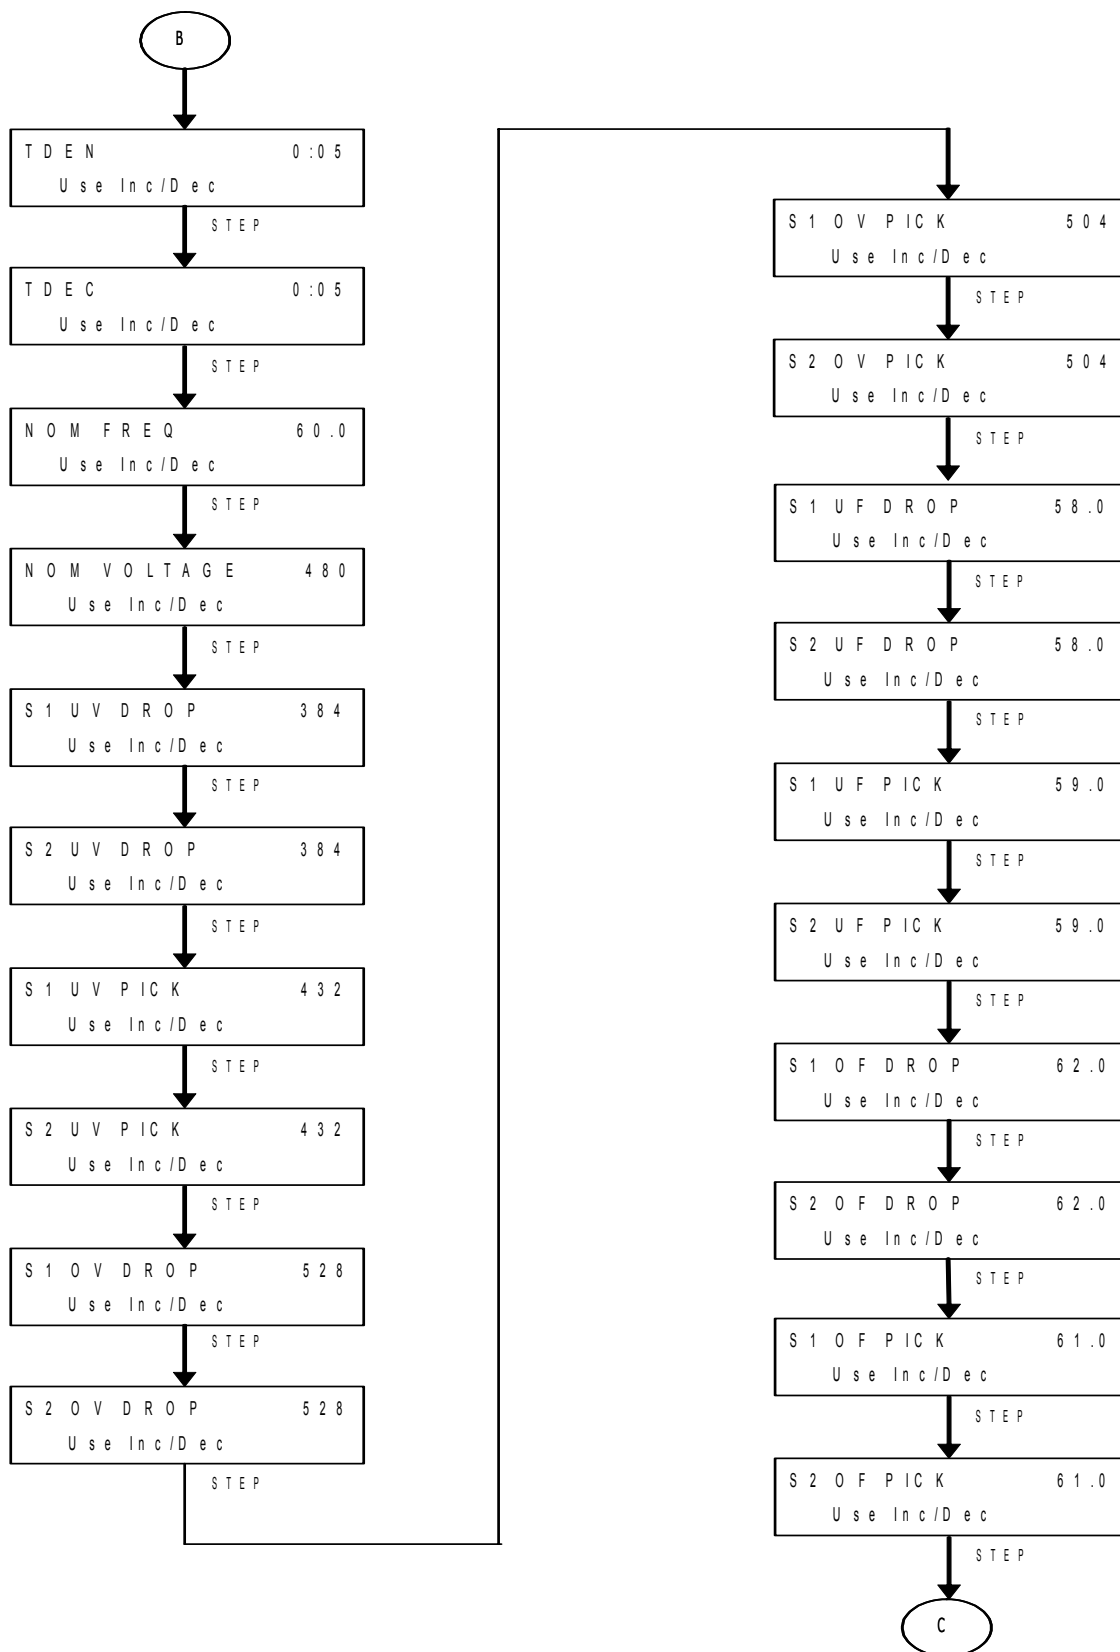 B
TDEN 0:05
Use Inc/Dec
STEP
TDEC 0:05
Use Inc/Dec
STEP
NOM FREQ 60.0
Use Inc/Dec
STEP
NOM VOLTAGE 480
Use Inc/Dec
STEP
S1 UV DROP 384
Use Inc/Dec
STEP
S2 UV DROP 384
Use Inc/Dec
STEP
S1 UV PICK 432
Use Inc/Dec
STEP
S2 UV PICK 432
Use Inc/Dec
STEP
S1 OV DROP 528
Use Inc/Dec
STEP
S2 OV DROP 528
Use Inc/Dec
STEP
S1 OV PICK 504
Use Inc/Dec
STEP
S2 OV PICK 504
Use Inc/Dec
STEP
S1 UF DROP 58.0
Use Inc/Dec
STEP
S2 UF DROP 58.0
Use Inc/Dec
STEP
S1 UF PICK 59.0
Use Inc/Dec
STEP
S2 UF PICK 59.0
Use Inc/Dec
STEP
S1 OF DROP 62.0
Use Inc/Dec
STEP
S2 OF DROP 62.0
Use Inc/Dec
STEP
S1 OF PICK 61.0
Use Inc/Dec
STEP
S2 OF PICK 61.0
Use Inc/Dec
STEP
C